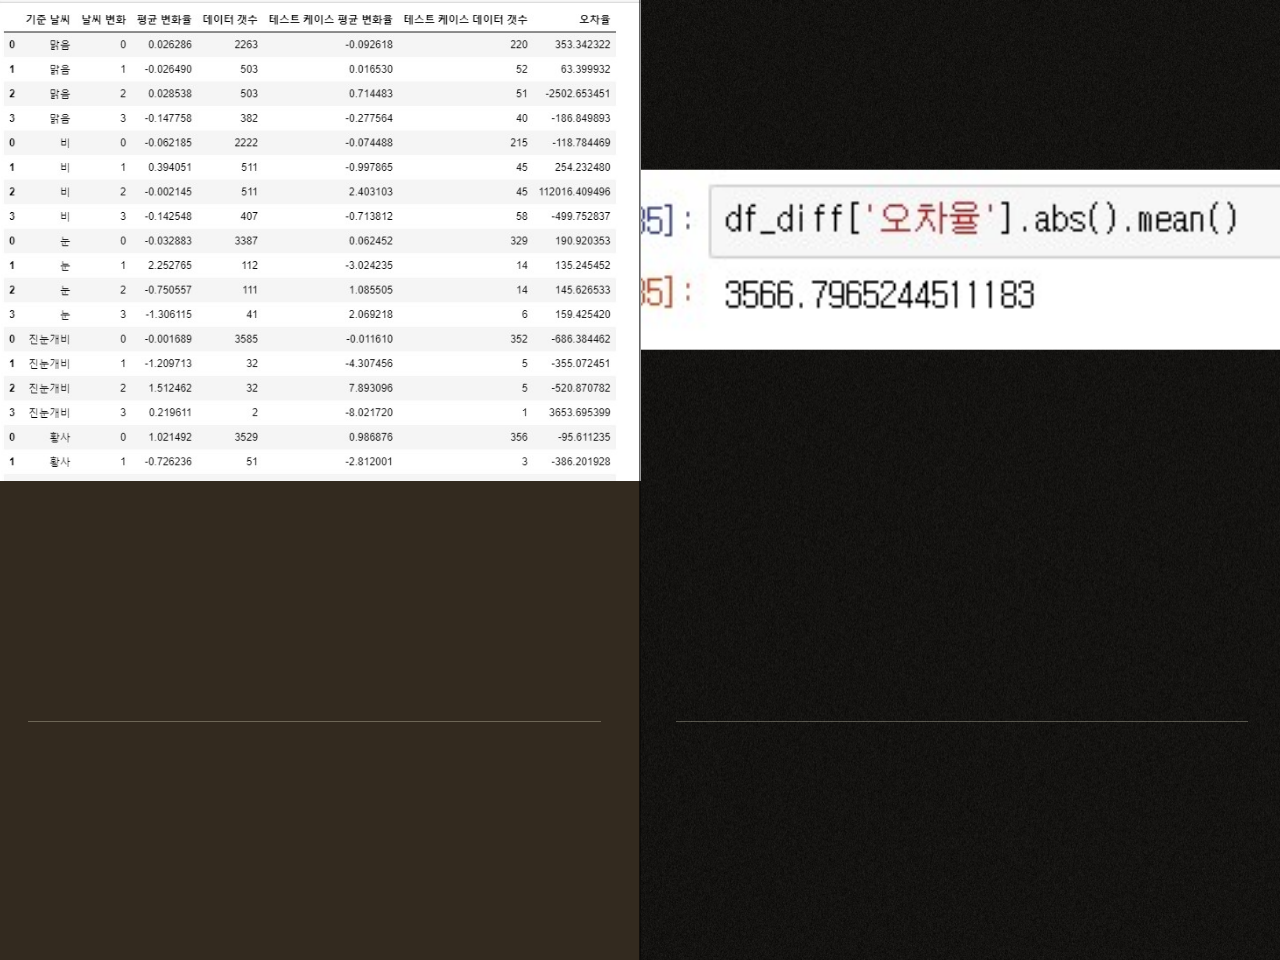 기준 날씨 날씨 변화 평균 변화율 데이터 갯수 테스트 케이스 평균 변화율 테스트 케이스 데이터 갯수 오차율
0 맑음 0 0.026286 2263 -0.092618 220 353.342322
1 맑음 1 -0.026490 503 0.016530 52 63.399932
2 맑음 2 0.028538 503 0.714483 51 -2502.653451
3 맑음 3 -0.147758 382 -0.277564 40 -186.849893
0 비 0 -0.062185 2222 -0.074488 215 -118.784469
1 비 1 0.394051 511 -0.997865 45 254.232480
2 비 2 -0.002145 511 2.403103 45 112016.409496
3 비 3 -0.142548 407 -0.713812 58 -499.752837
0 눈 0 -0.032883 3387 0.062452 329 190.920353
1 눈 1 2.252765 112 -3.024235 14 135.245452
2 눈 2 -0.750557 111 1.085505 14 145.626533
3 눈 3 -1.306115 41 2.069218 6 159.425420
0 진눈개비 0 -0.001689 3585 -0.011610 352 -686.384462
1 진눈개비 1 -1.209713 32 -4.307456 5 -355.072451
2 진눈개비 2 1.512462 32 7.893096 5 -520.870782
3 진눈개비 3 0.219611 2 -8.021720 1 3653.695399
0 황사 0 1.021492 3529 0.986876 356 -95.611235
1 황사 1 -0.726236 51 -2.812001 3 -386.201928
35]: df_diff['오차율'].abs().mean()
35]: 3566.7965244511183